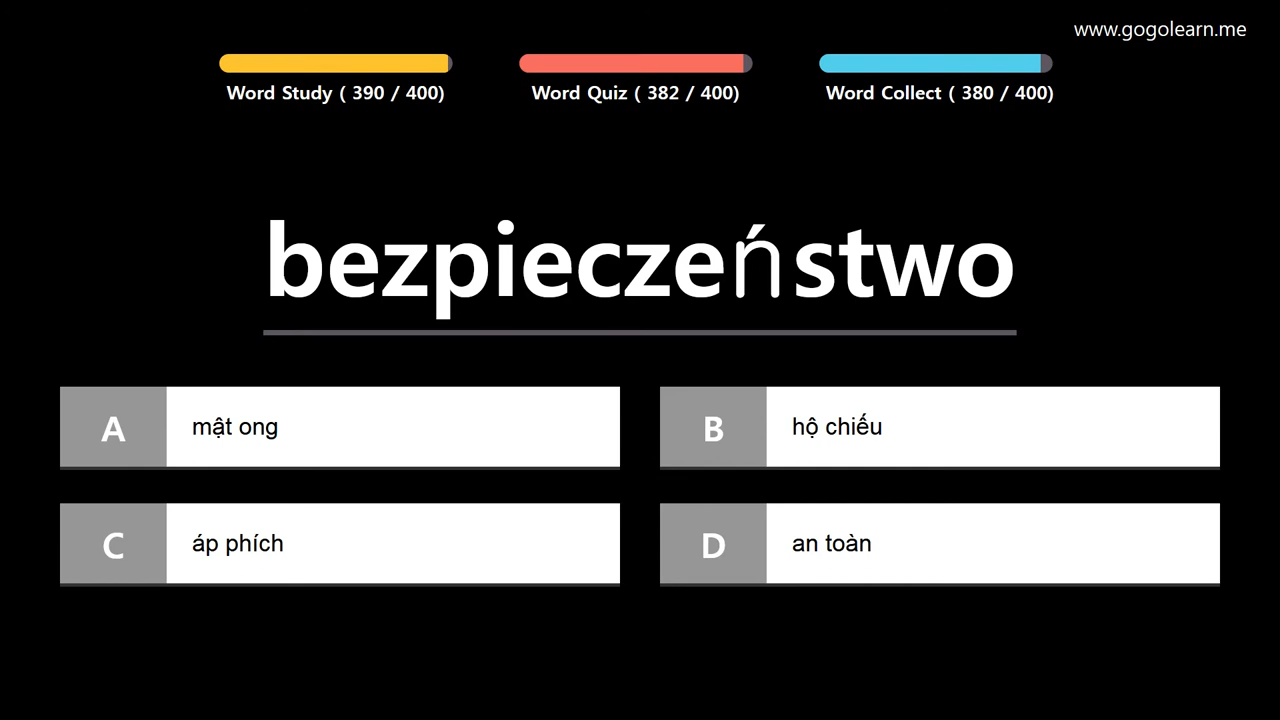 www.gogolearn.me
Word Study ( 390 / 400)
Word Quiz ( 382 / 400)
Word Collect ( 380 / 400)
bezpieczeństwo
A mật ong
B hộ chiếu
C áp phích
D an toàn